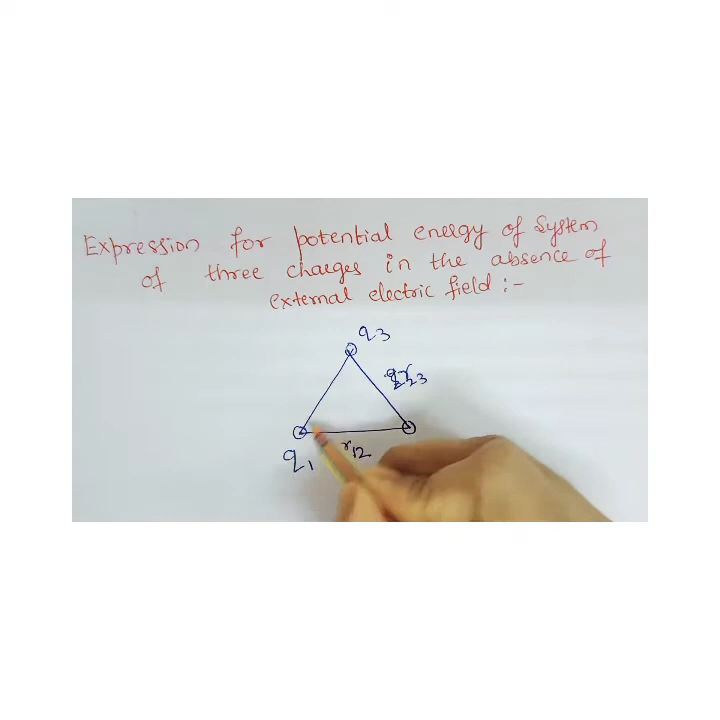 Expression for potential energy of System
of three charges in the absence of
external electric field :-
q3
r23
q1
r12